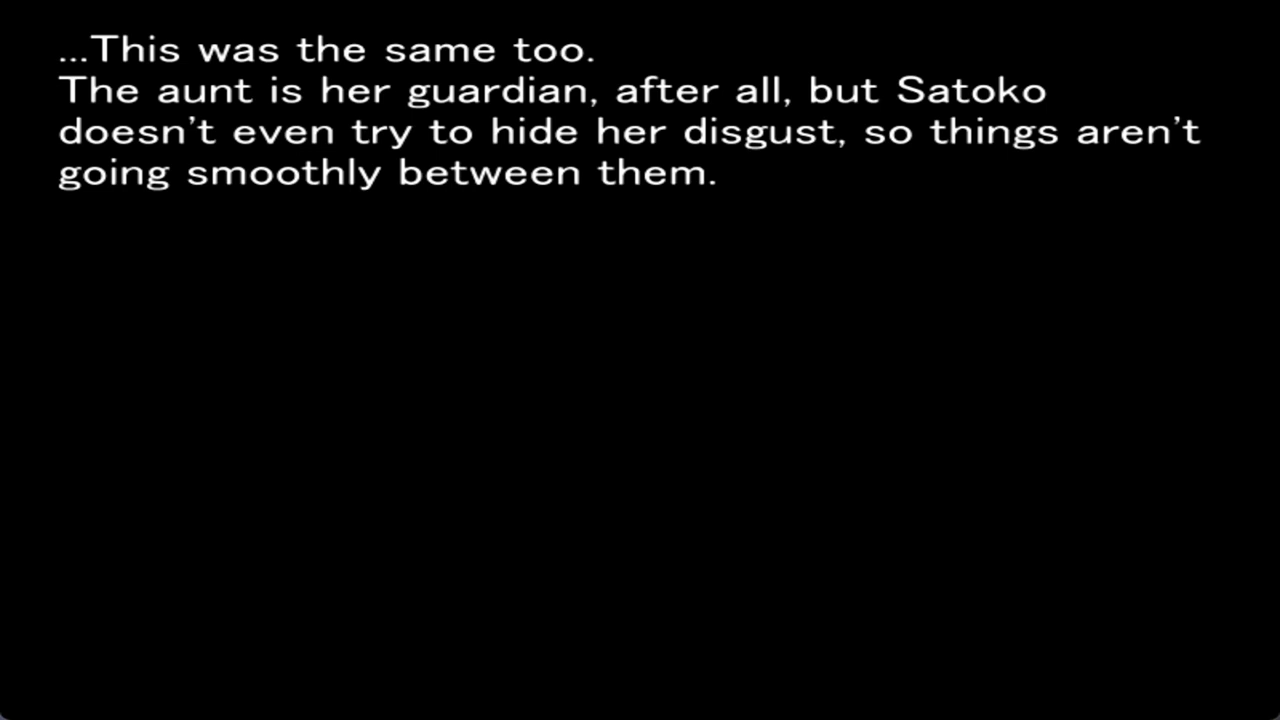 ...This was the same too.
The aunt is her guardian, after all, but Satoko
doesn't even try to hide her disgust, so things aren't
going smoothly between them.